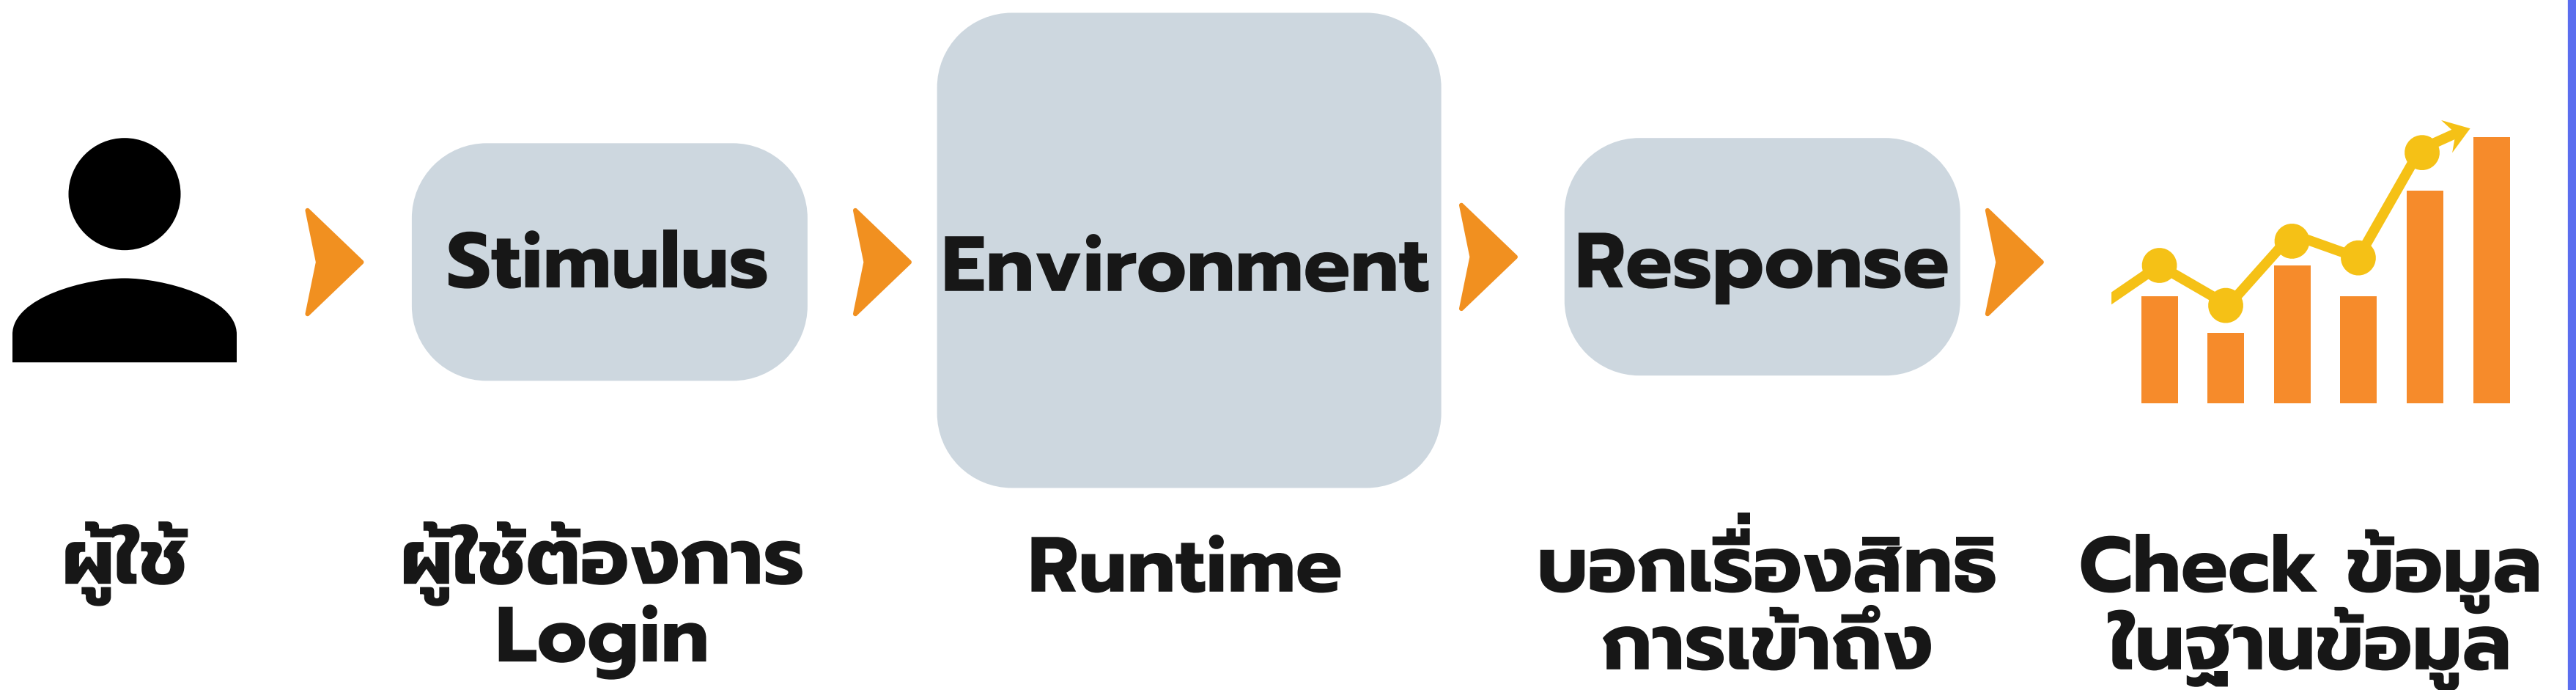 Stimulus
Environment
Response
ผู้ใช้
ผู้ใช้ต้องการ
Login
Runtime
บอกเรื่องสิทธิ
การเข้าถึง
Check ข้อมูล
ในฐานข้อมูล